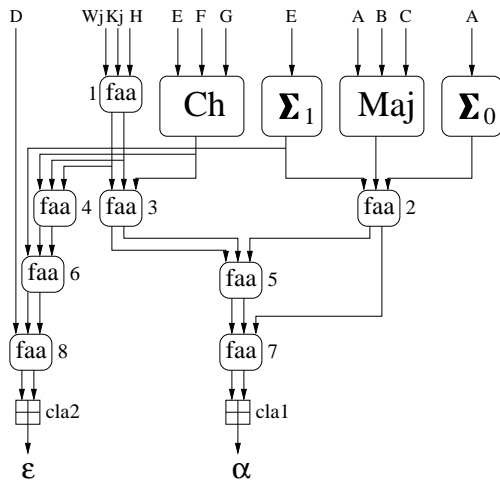 D Wj Kj H E F G E A B C A
1 faa Ch Σ1 Maj Σ0
faa 4 faa 3 faa 2
faa 6 faa 5
faa 8 faa 7
cla2 cla1
ε α